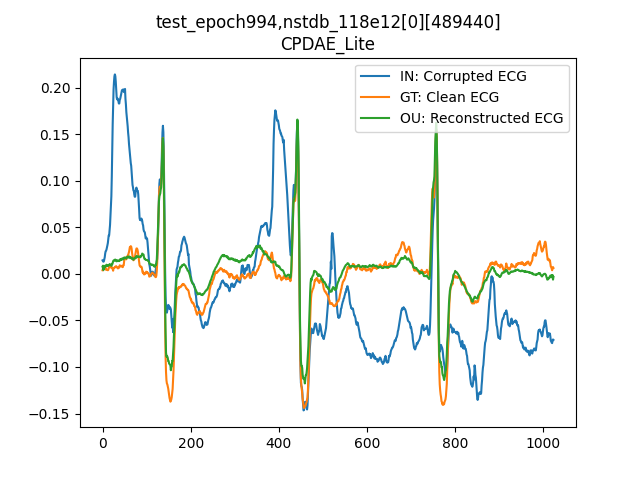 test_epoch994,nstdb_118e12[0][489440]
CPDAE_Lite
IN: Corrupted ECG
GT: Clean ECG
OU: Reconstructed ECG
0.20
0.15
0.10
0.05
0.00
−0.05
−0.10
−0.15
0 200 400 600 800 1000